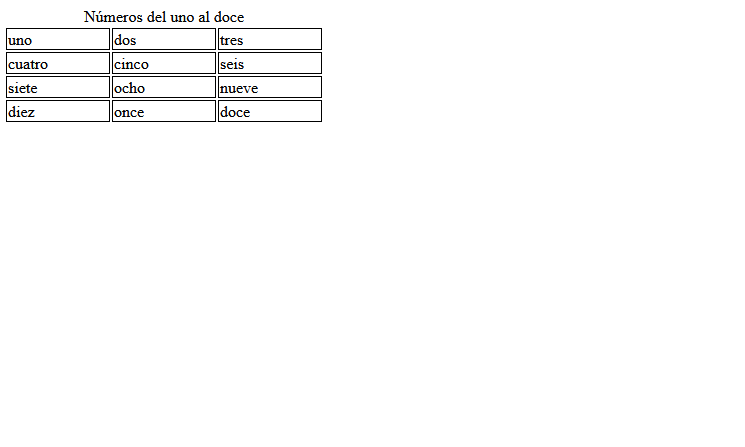 Números del uno al doce
uno dos tres
cuatro cinco seis
siete ocho nueve
diez once doce